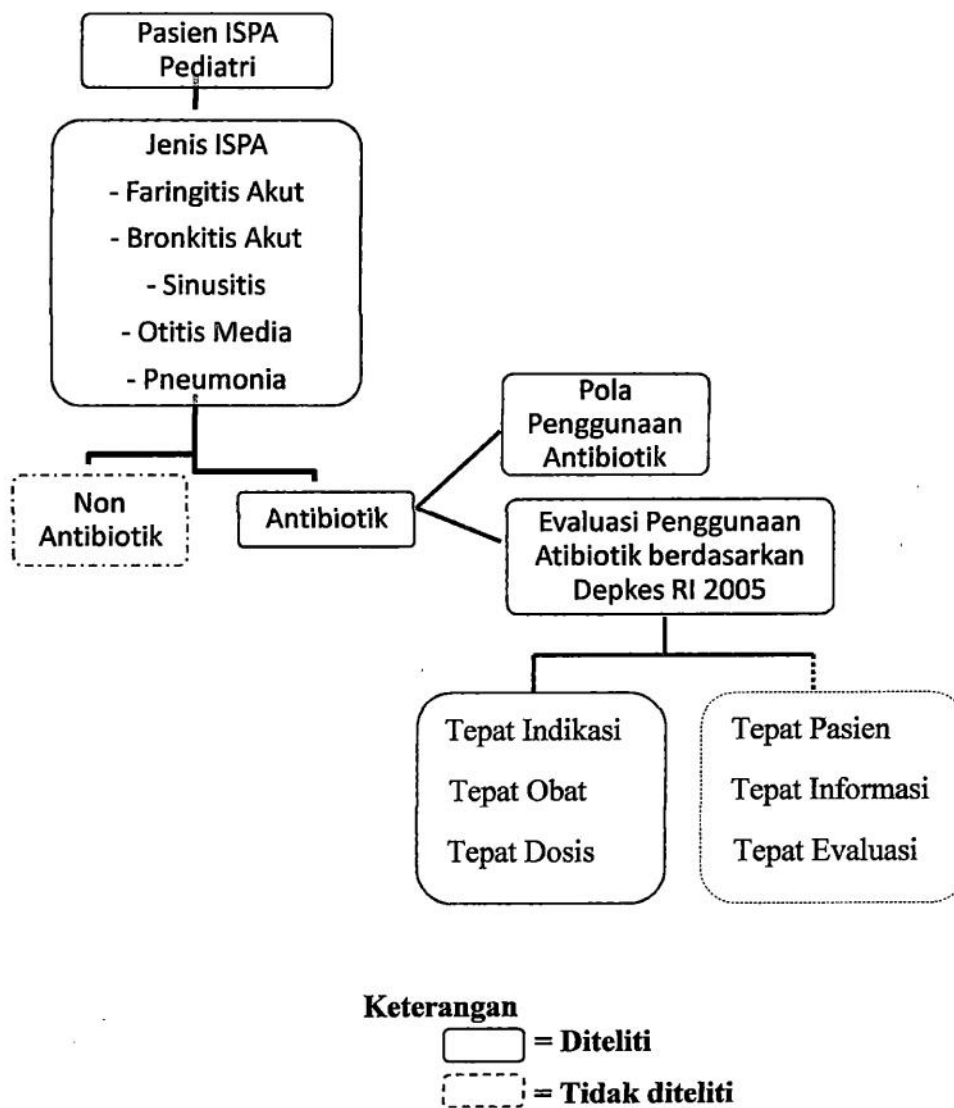 Pasien ISPA
Pediatri
Jenis ISPA
- Faringitis Akut
- Bronkitis Akut
- Sinusitis
- Otitis Media
- Pneumonia
Non
Antibiotik
Antibiotik
Pola
Penggunaan
Antibiotik
Evaluasi Penggunaan
Atibiotik berdasarkan
Depkes RI 2005
Tepat Indikasi
Tepat Obat
Tepat Dosis
Tepat Pasien
Tepat Informasi
Tepat Evaluasi
Keterangan
= Diteliti
= Tidak diteliti